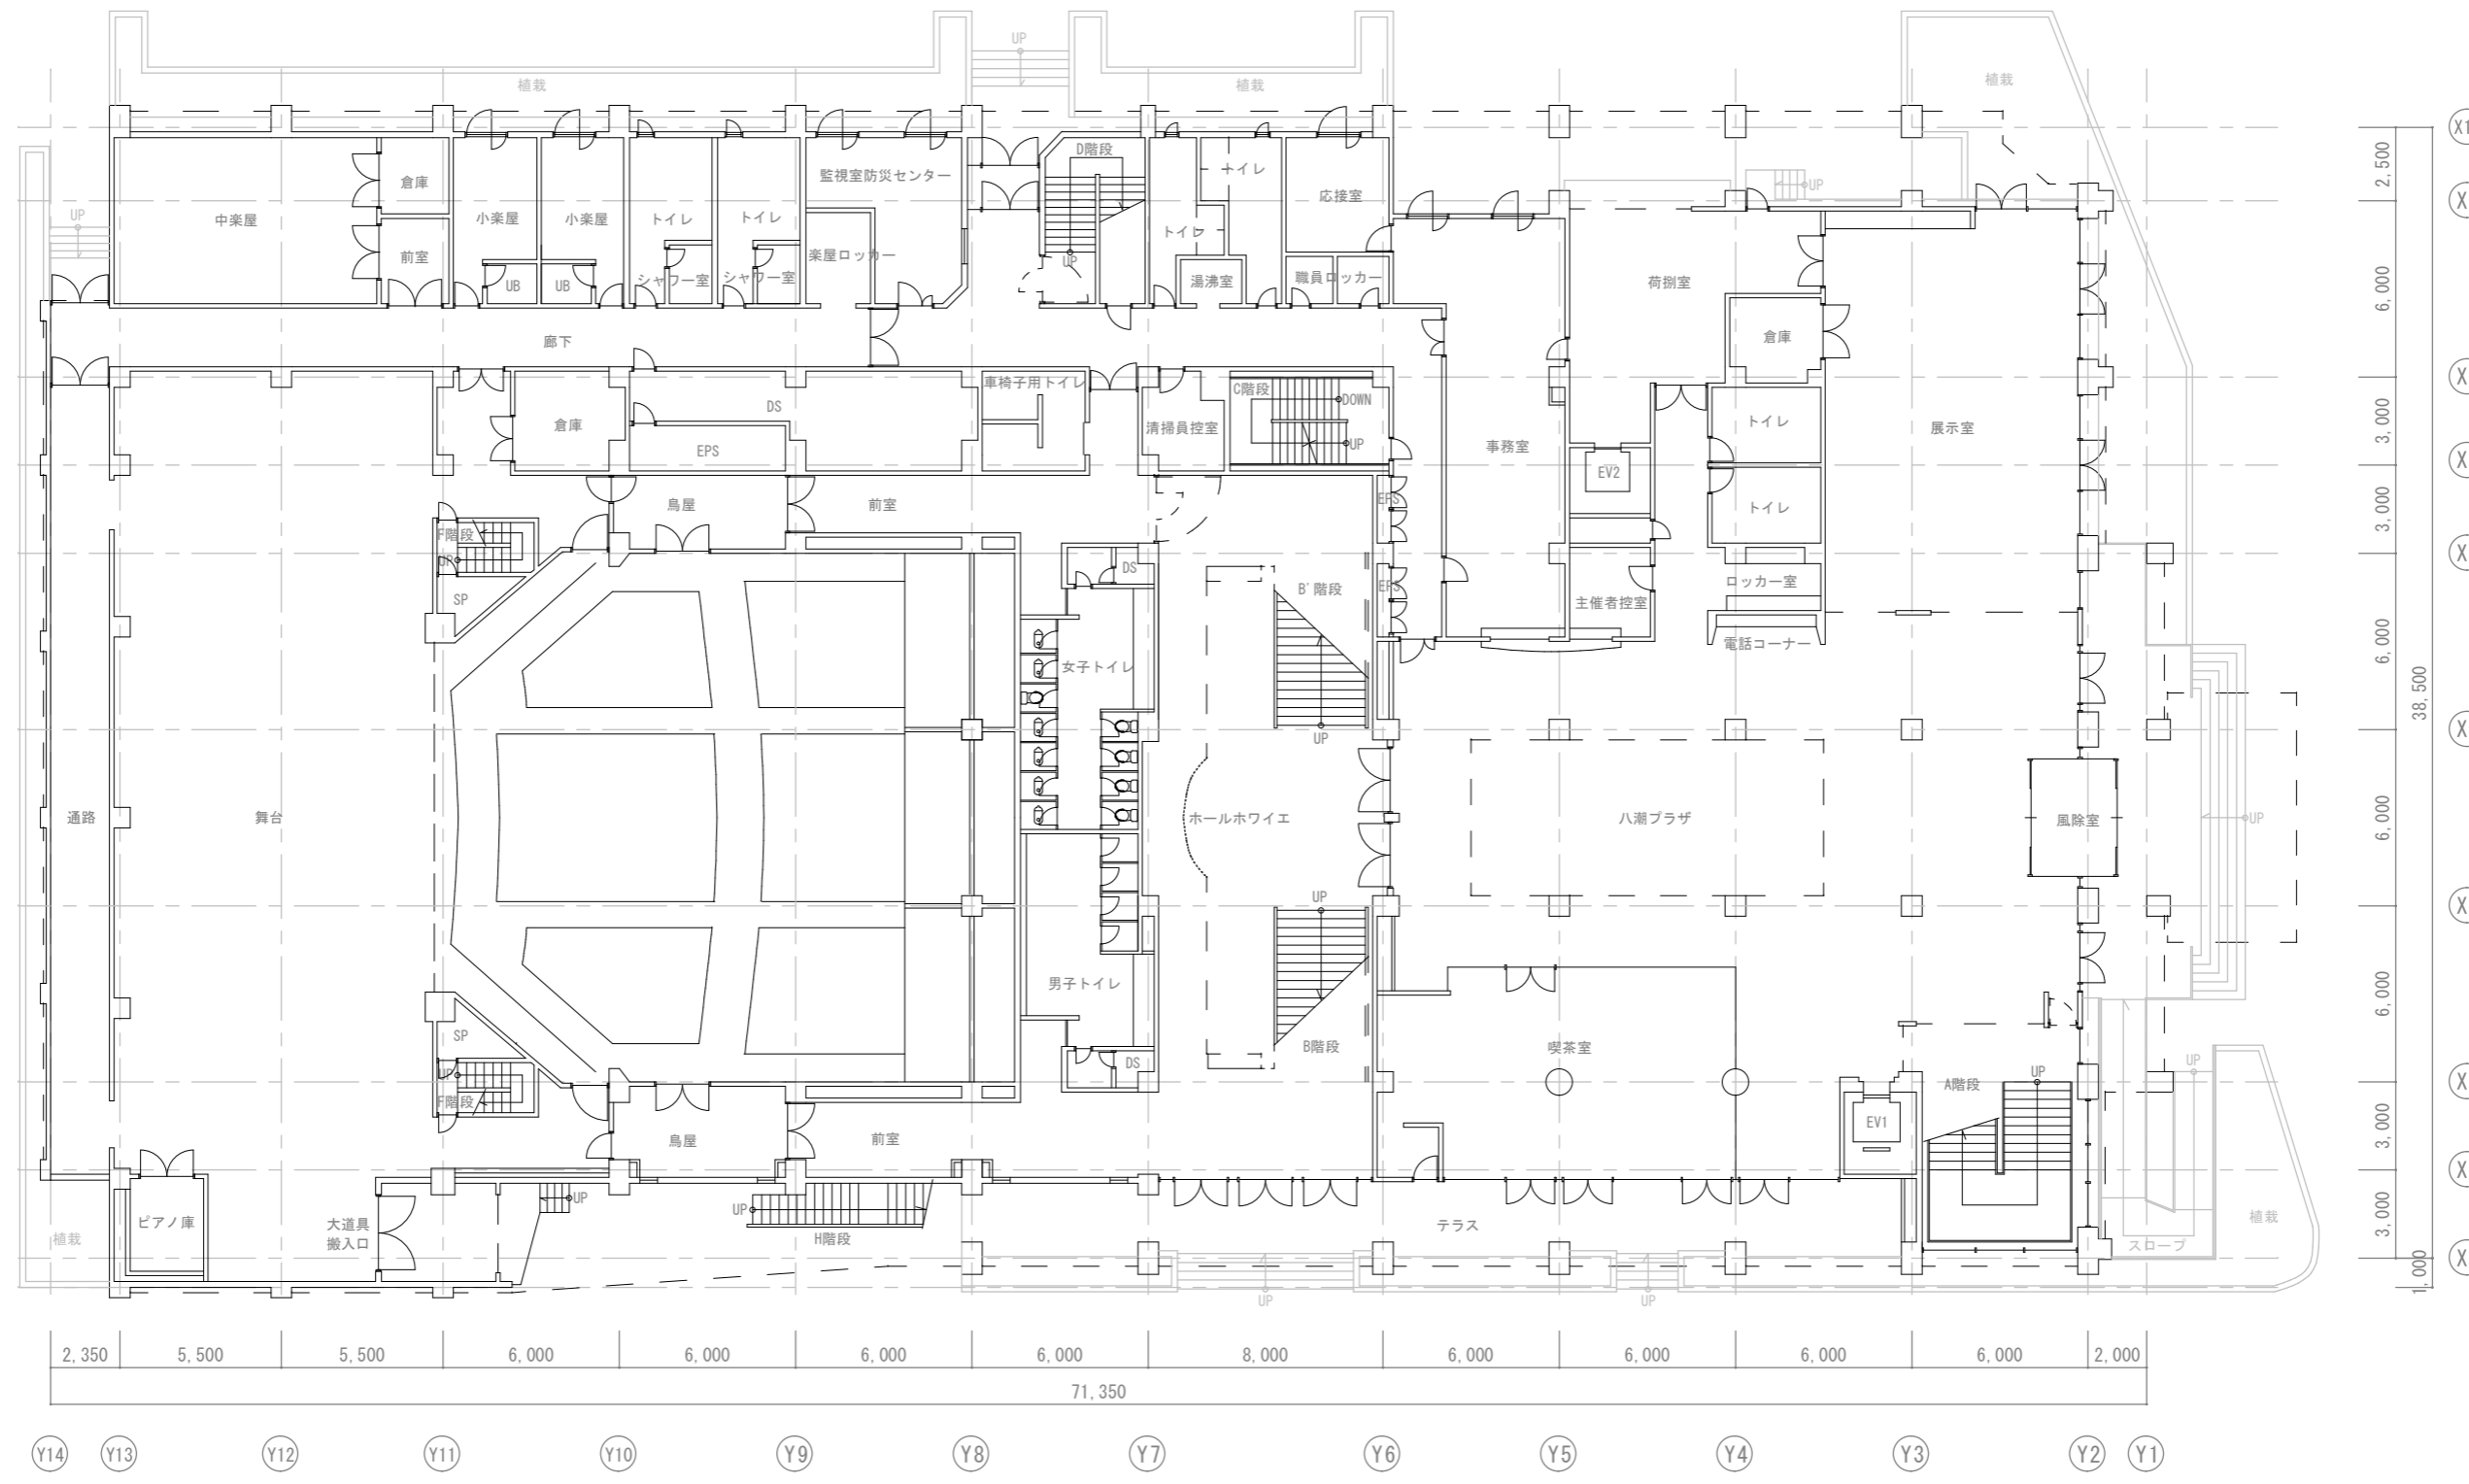 UP
植栽
植栽
植栽
X1
D階段
倉庫
監視室防災センター
トイレ
応接室
UP
2,500
X
中楽屋
小楽屋
小楽屋
トイレ
トイレ
トイレ
UP
前室
楽屋ロッカー
UP
シャワー室
シャワー室
湯沸室
職員ロッカー
荷捌室
UB
UB
6,000
廊下
倉庫
X
車椅子用トイレ
C階段
DOWN
DS
倉庫
清掃員控室
トイレ
展示室
3,000
EPS
UP
事務室
X
EV2
鳥屋
前室
EPS
トイレ
3,000
F階段
UP
X
DS
B'階段
EPS
ロッカー室
SP
主催者控室
電話コーナー
6,000
女子トイレ
38,500
UP
X
通路
舞台
ホールホワイエ
八潮プラザ
風除室
UP
6,000
UP
X
男子トイレ
6,000
SP
B階段
喫茶室
DS
UP
A階段
UP
UP
X
F階段
EV1
鳥屋
前室
3,000
X
UP
UP
ピアノ庫
大道具
搬入口
H階段
テラス
植栽
植栽
スロープ
3,000
X
UP
UP
1,000
2,350
5,500
5,500
6,000
6,000
6,000
6,000
8,000
6,000
6,000
6,000
6,000
2,000
71,350
Y14
Y13
Y12
Y11
Y10
Y9
Y8
Y7
Y6
Y5
Y4
Y3
Y2
Y1